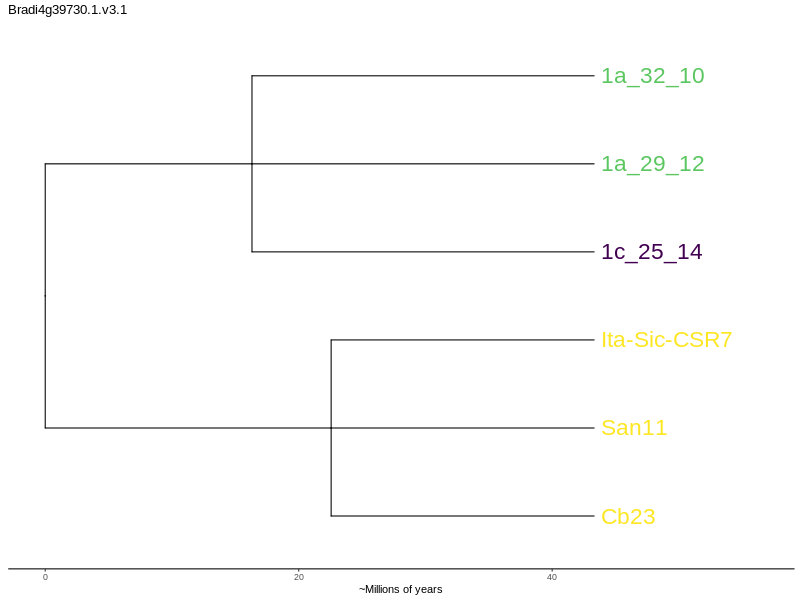 Bradi4g39730.1.v3.1
1a_32_10
1a_29_12
1c_25_14
Ita-Sic-CSR7
San11
Cb23
0 20 40
~Millions of years